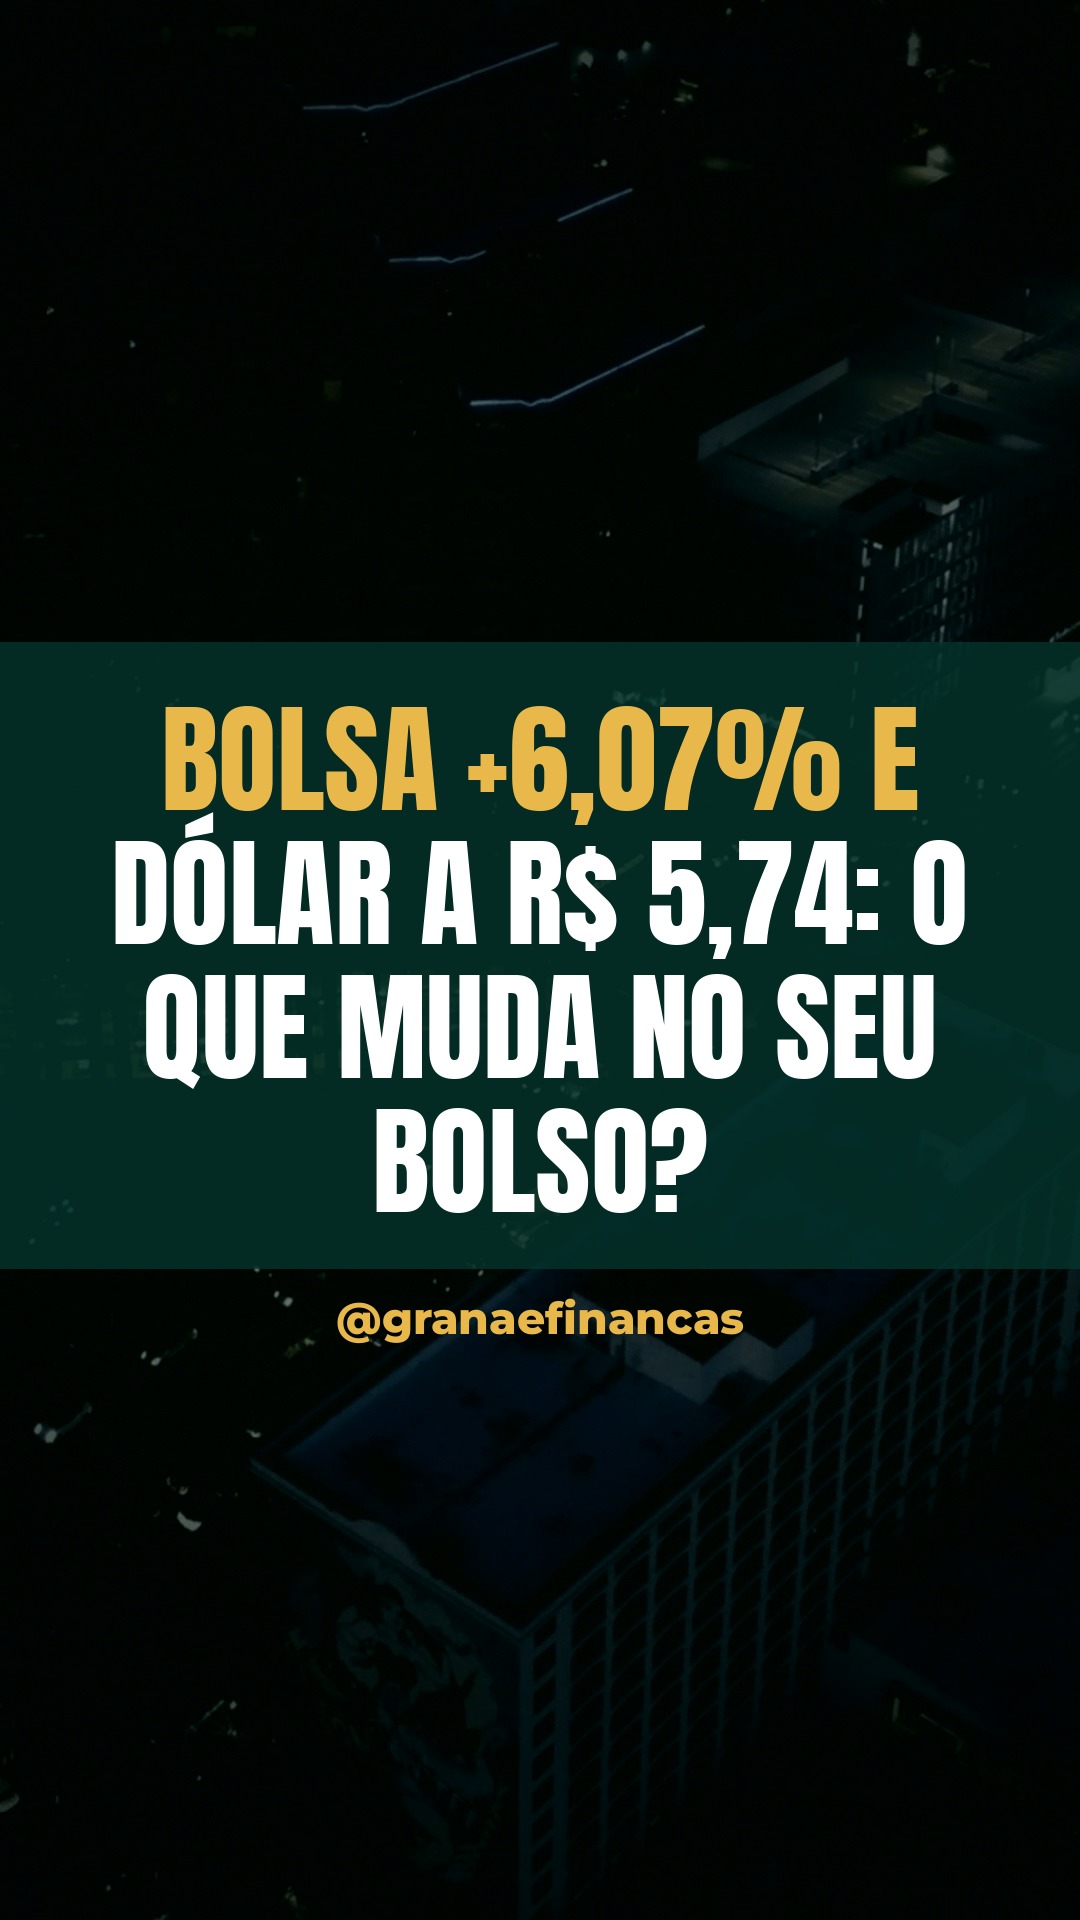 BOLSA +6,07% E
DÓLAR A R$ 5,74: O
QUE MUDA NO SEU
BOLSO?
@granaefinancas